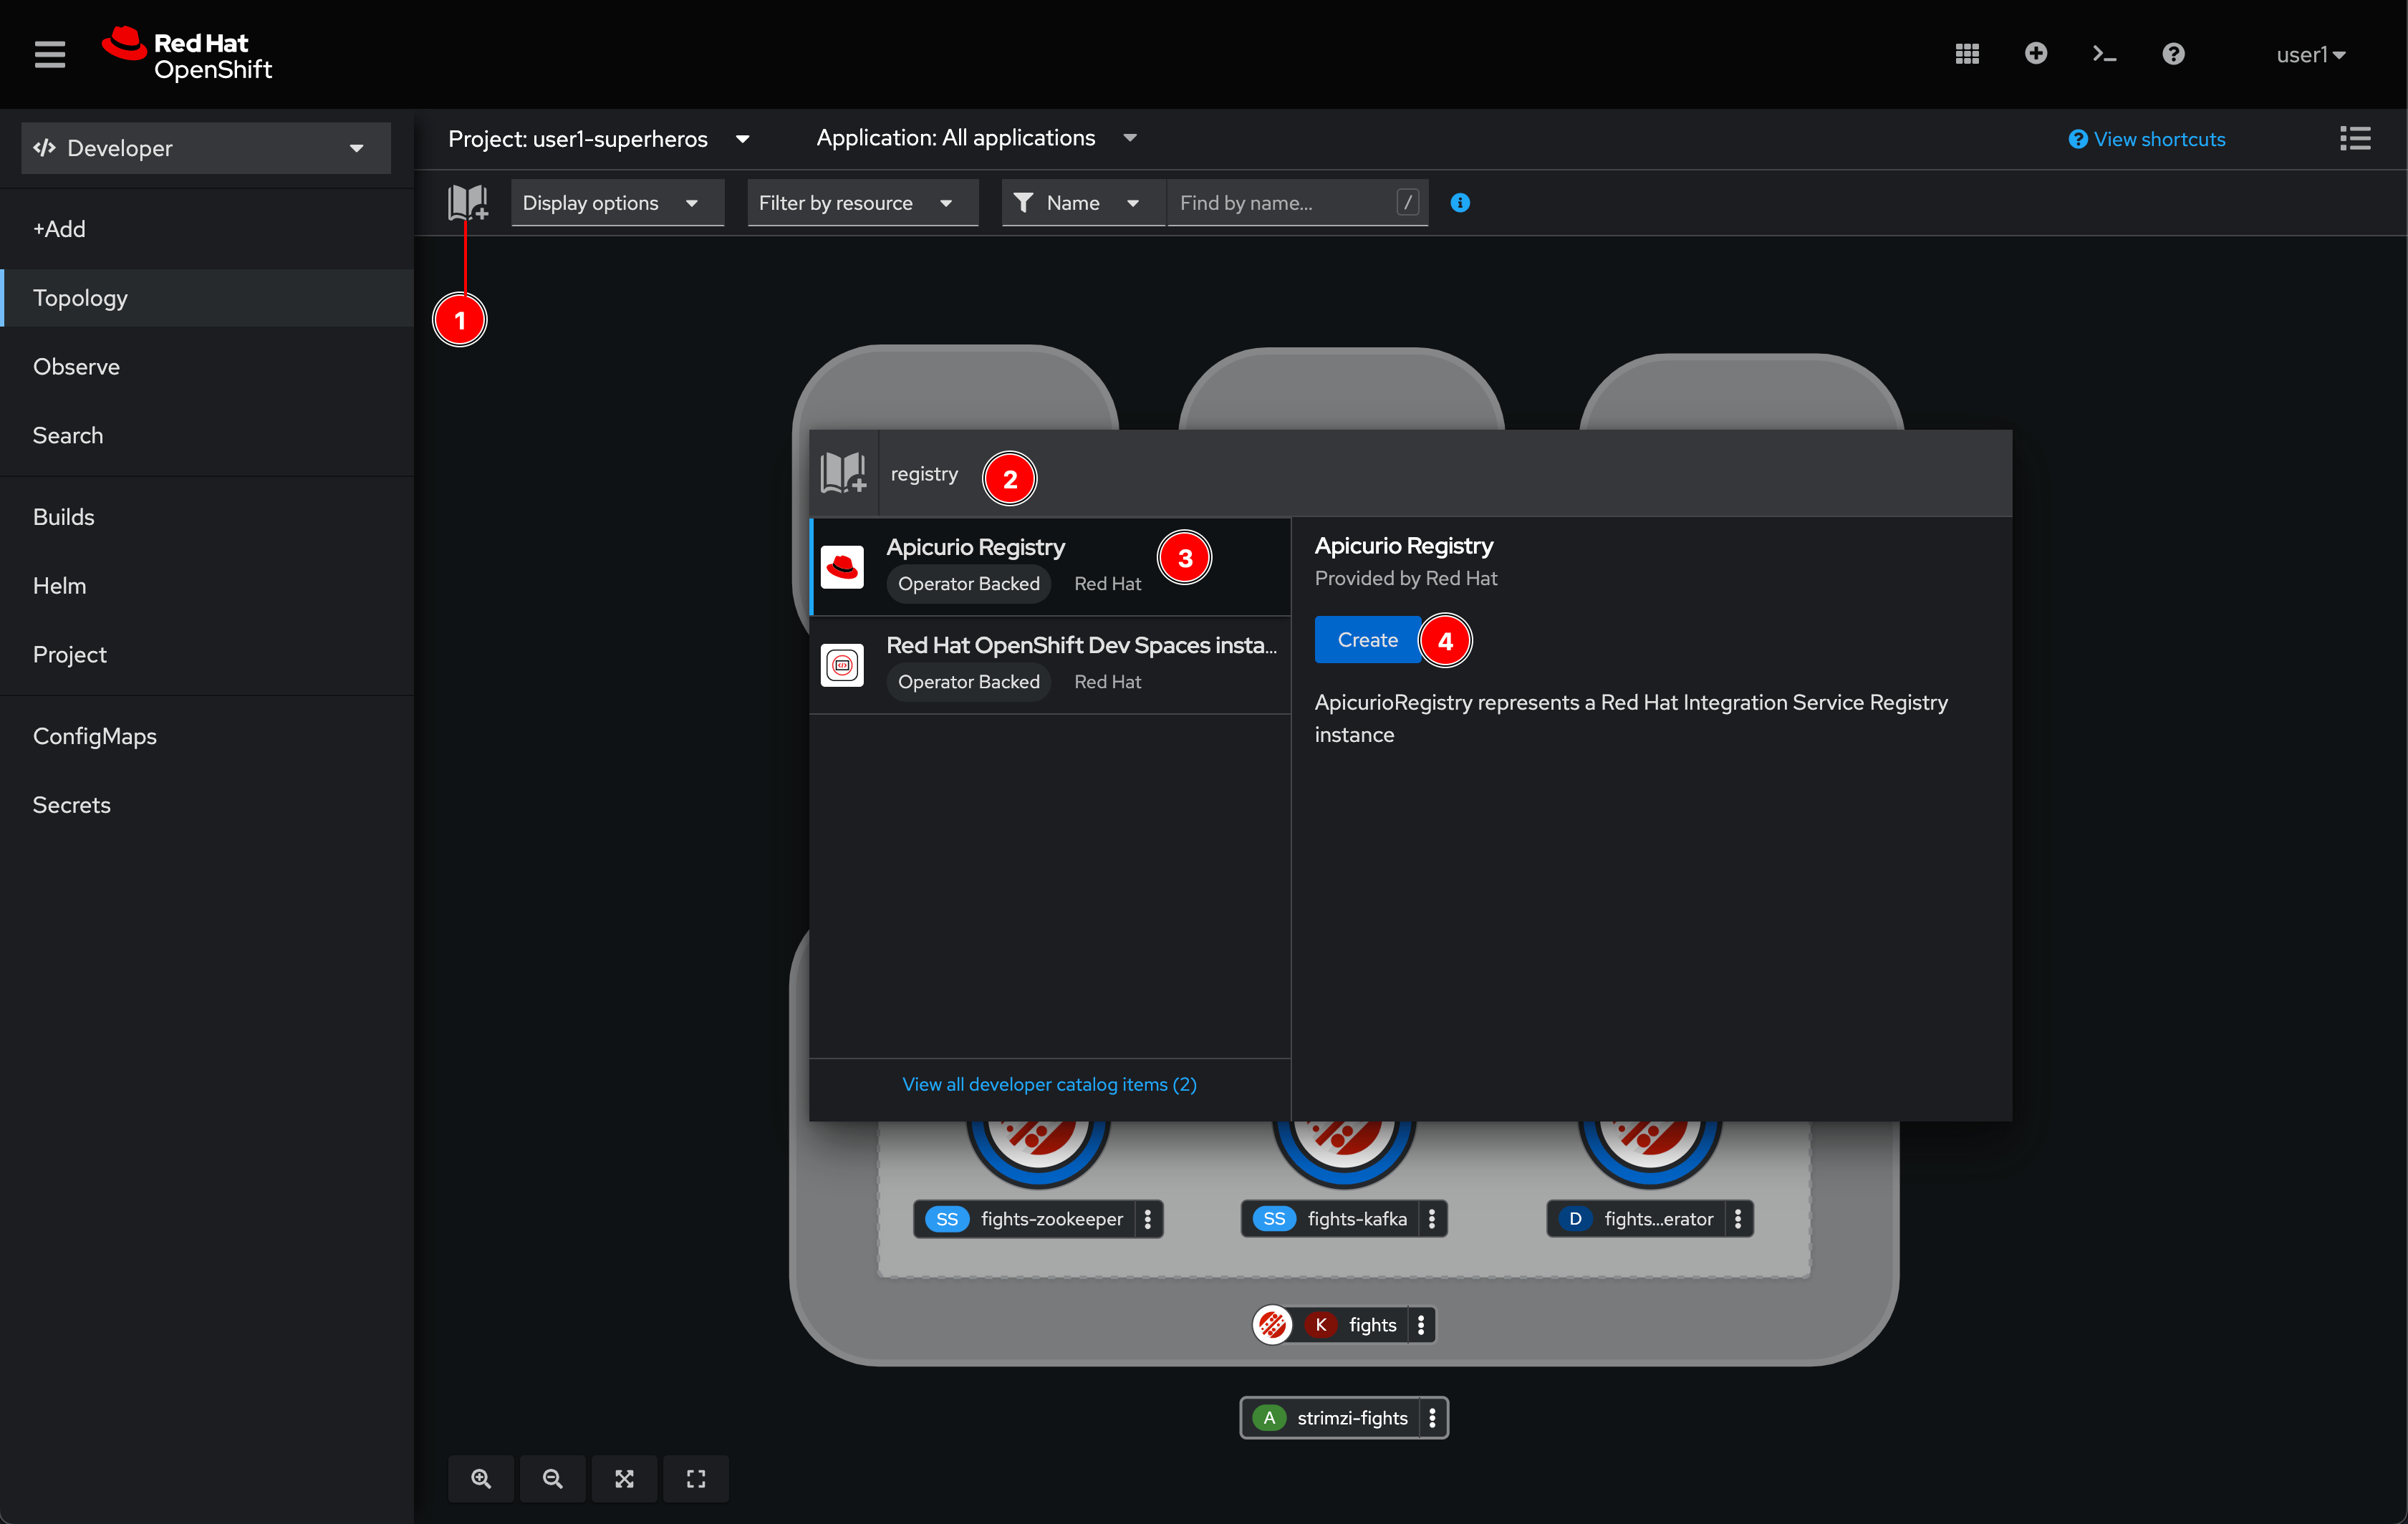 Red Hat
OpenShift
user1
Developer
Project: user1-superheros
Application: All applications
View shortcuts
Display options
Filter by resource
Name
Find by name...
/
+Add
Topology
Observe
Search
Builds
Helm
Project
ConfigMaps
Secrets
1
registry
2
Apicurio Registry
Operator Backed
Red Hat
3
Red Hat OpenShift Dev Spaces insta...
Operator Backed
Red Hat
View all developer catalog items (2)
Apicurio Registry
Provided by Red Hat
Create
4
ApicurioRegistry represents a Red Hat Integration Service Registry
instance
SS fights-zookeeper
SS fights-kafka
D fights...erator
K fights
A strimzi-fights